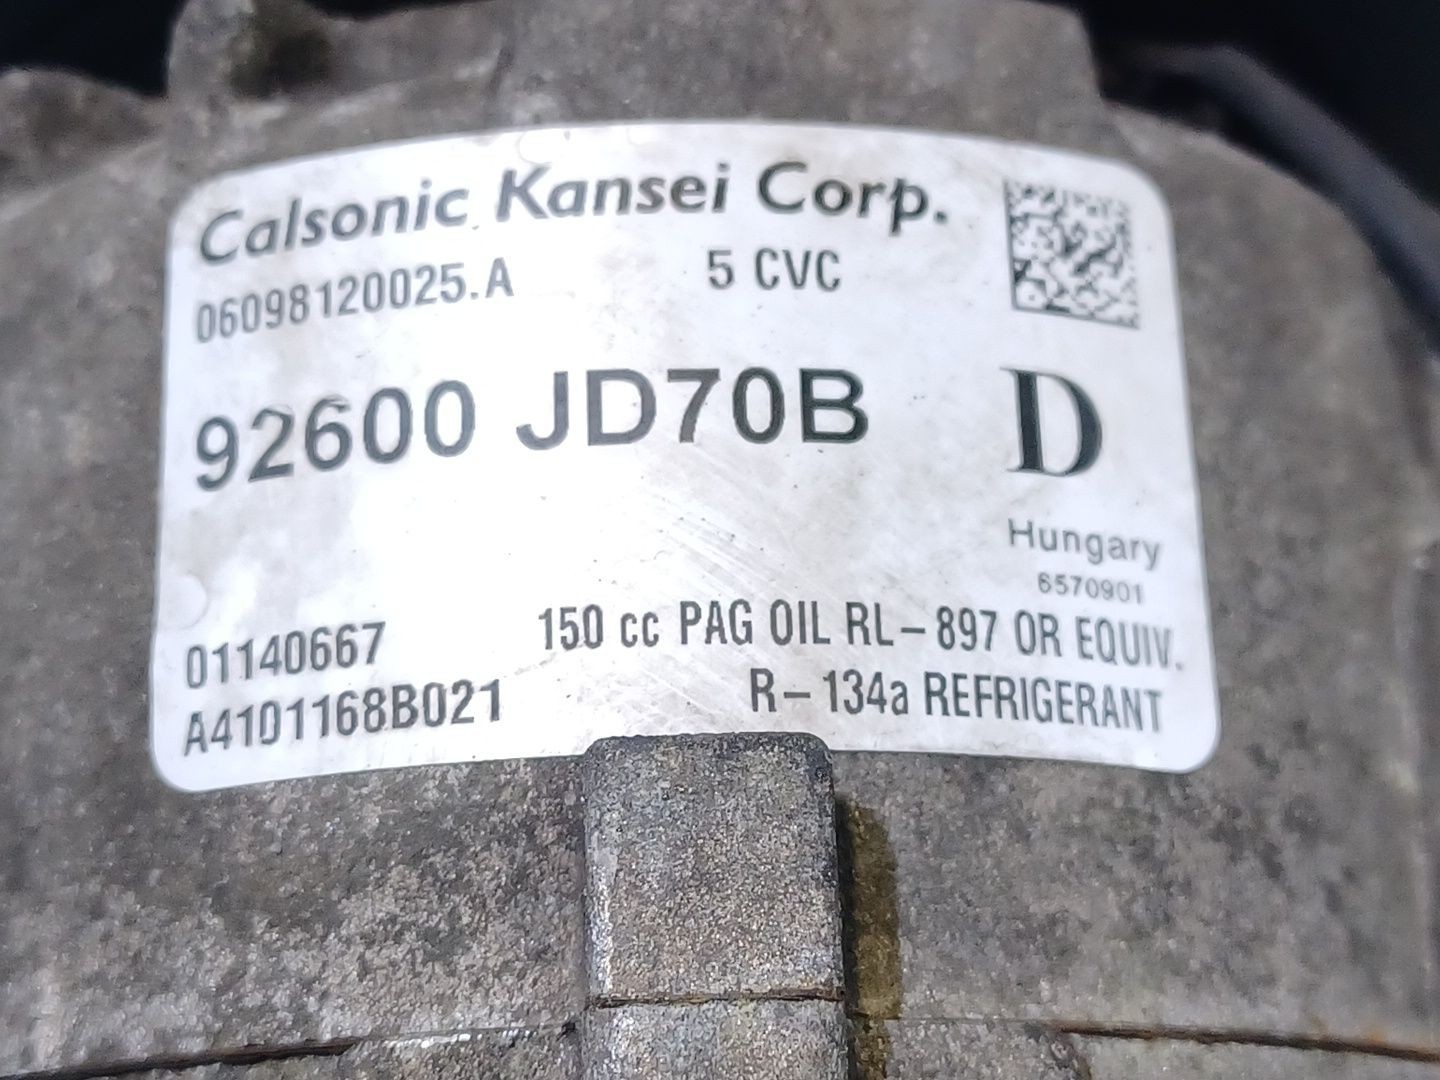 Calsonic Kansei Corp.
06098120025.A 5 CVC
92600 JD70B D
Hungary
6570901
01140667 150 cc PAG OIL RL-897 OR EQUIV.
A4101168B021 R-134a REFRIGERANT